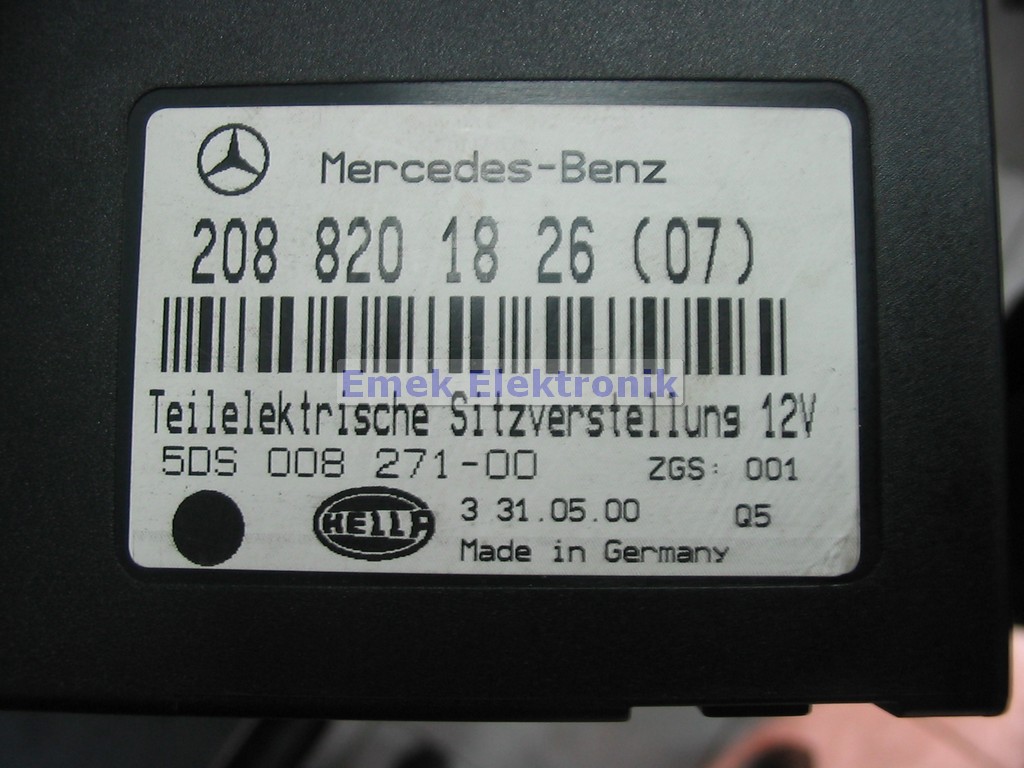 Mercedes-Benz
208 820 18 26 (07)
Emek Elektronik
Teilelektrische Sitzverstellung 12V
5DS 008 271-00 ZGS: 001
HELLA 3 31.05.00 Q5
Made in Germany